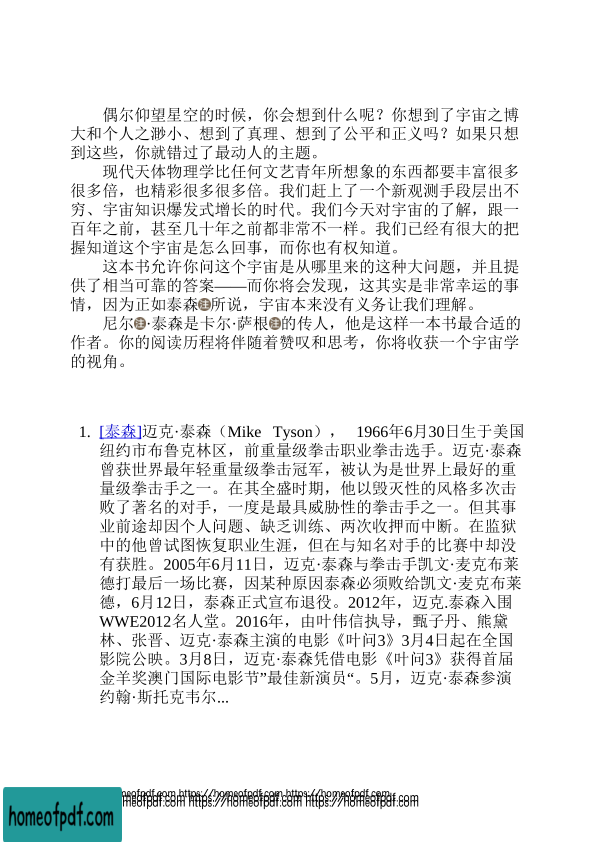 偶尔仰望星空的时候，你会想到什么呢？你想到了宇宙之博
大和个人之渺小、想到了真理、想到了公平和正义吗？如果只想
到这些，你就错过了最动人的主题。
现代天体物理学比任何文艺青年所想象的东西都要丰富很多
很多倍，也精彩很多很多倍。我们赶上了一个新观测手段层出不
穷、宇宙知识爆发式增长的时代。我们今天对宇宙的了解，跟一
百年之前，甚至几十年之前都非常不一样。我们已经有很大的把
握知道这个宇宙是怎么回事，而你也有权知道。
这本书允许你问这个宇宙是从哪里来的这种大问题，并且提
供了相当可靠的答案——而你将会发现，这其实是非常幸运的事
情，因为正如泰森注所说，宇宙本来没有义务让我们理解。
尼尔注·泰森是卡尔·萨根注的传人，他是这样一本书最合适的
作者。你的阅读历程将伴随着赞叹和思考，你将收获一个宇宙学
的视角。
1. [泰森]迈克·泰森（Mike Tyson）， 1966年6月30日生于美国
纽约市布鲁克林区，前重量级拳击职业拳击选手。迈克·泰森
曾获世界最年轻重量级拳击冠军，被认为是世界上最好的重
量级拳击手之一。在其全盛时期，他以毁灭性的风格多次击
败了著名的对手，一度是最具威胁性的拳击手之一。但其事
业前途却因个人问题、缺乏训练、两次收押而中断。在监狱
中的他曾试图恢复职业生涯，但在与知名对手的比赛中却没
有获胜。2005年6月11日，迈克·泰森与拳击手凯文·麦克布莱
德打最后一场比赛，因某种原因泰森必须败给凯文·麦克布莱
德，6月12日，泰森正式宣布退役。2012年，迈克.泰森入围
WWE2012名人堂。2016年，由叶伟信执导，甄子丹、熊黛
林、张晋、迈克·泰森主演的电影《叶问3》3月4日起在全国
影院公映。3月8日，迈克·泰森凭借电影《叶问3》获得首届
金羊奖澳门国际电影节”最佳新演员“。5月，迈克·泰森参演
约翰·斯托克韦尔...
homeofpdf.com https://homeofpdf.com https://homeofpdf.com
homeofpdf.com https://homeofpdf.com https://homeofpdf.com
homeofpdf.com